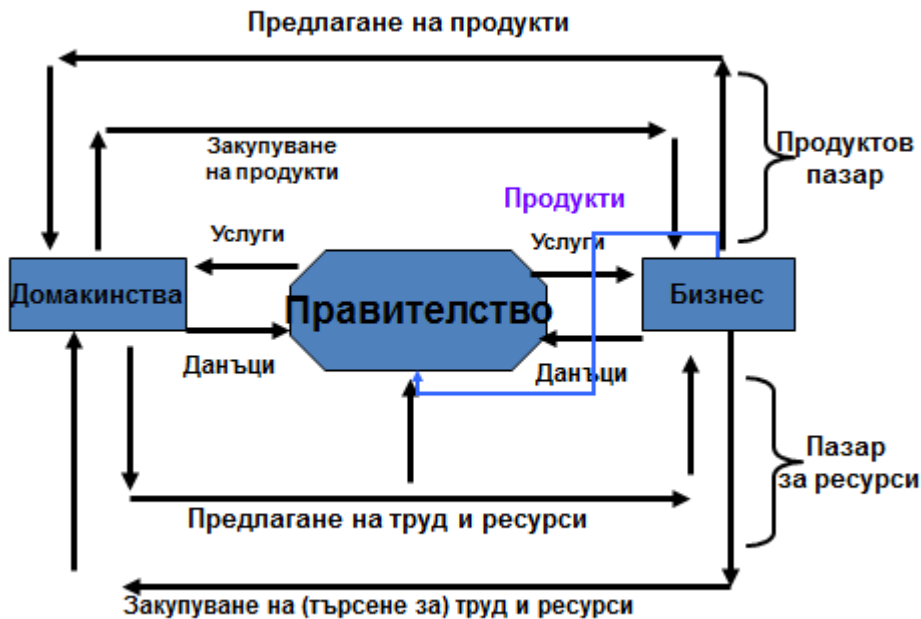 Предлагане на продукти
Закупуване
на продукти
Продуктов
пазар
Продукти
Услуги
Услуги
Домакинства
Правителство
Бизнес
Данъци
Данъци
Пазар
за ресурси
Предлагане на труд и ресурси
Закупуване на (търсене за) труд и ресурси